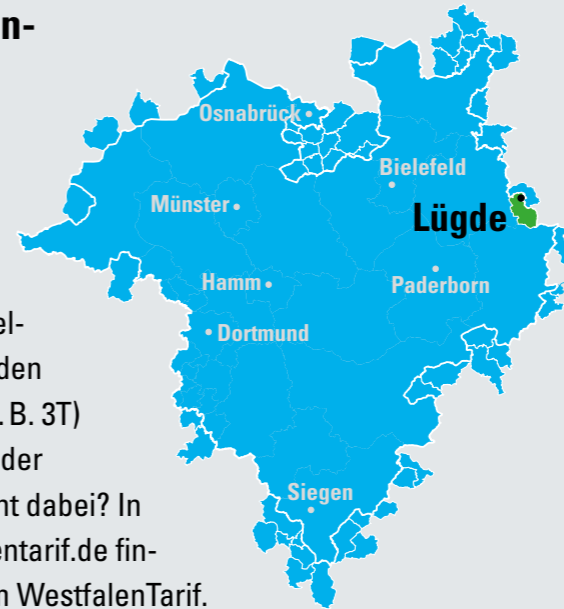 n-
Osnabrück
Bielefeld
Münster
Lügde
Hamm
Paderborn
Dortmund
el-
den
. B. 3T)
der
Siegen
nt dabei? In
entarif.de fin-
n WestfalenTarif.